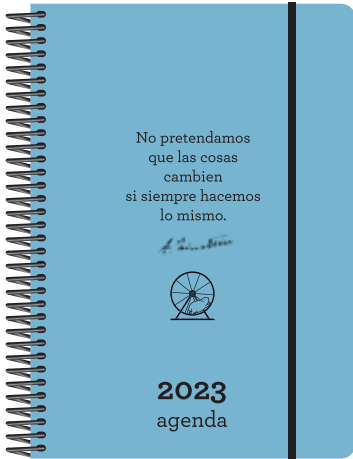 No pretendamos
que las cosas
cambien
si siempre hacemos
lo mismo.
2023
agenda